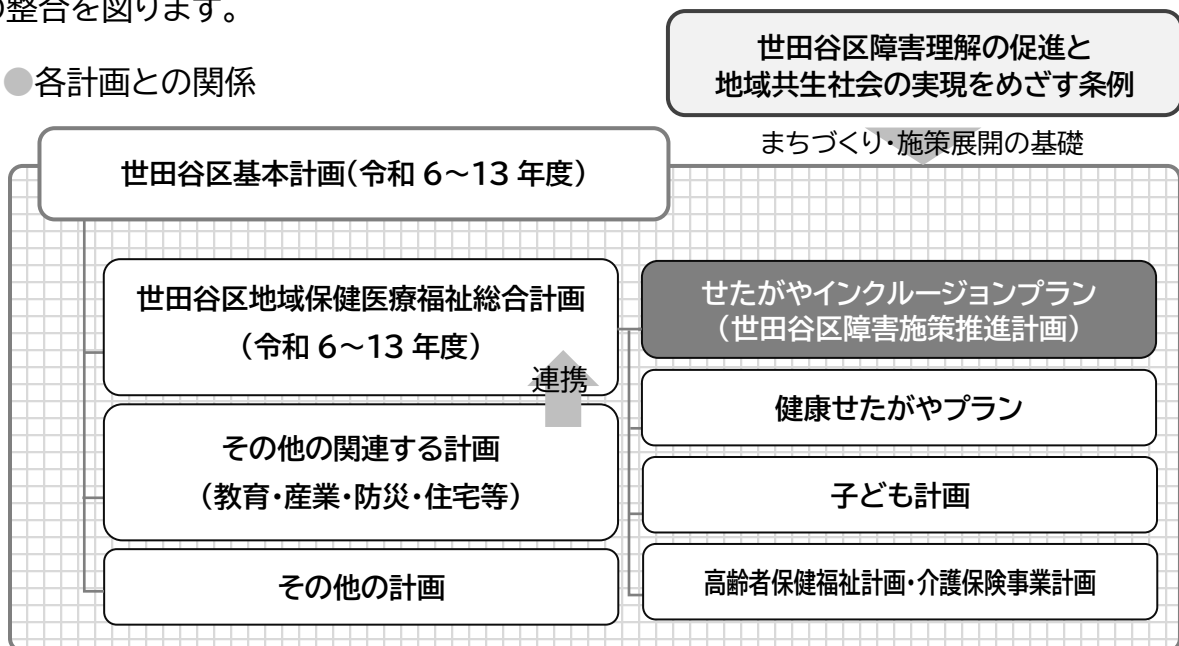 の整合を図ります。
●各計画との関係
世田谷区障害理解の促進と
地域共生社会の実現をめざす条例
まちづくり・施策展開の基礎
世田谷区基本計画(令和 6~13 年度)
世田谷区地域保健医療福祉総合計画
(令和 6~13 年度)
連携
その他の関連する計画
(教育・産業・防災・住宅等)
その他の計画
せたがやインクルージョンプラン
(世田谷区障害施策推進計画)
健康せたがやプラン
子ども計画
高齢者保健福祉計画・介護保険事業計画